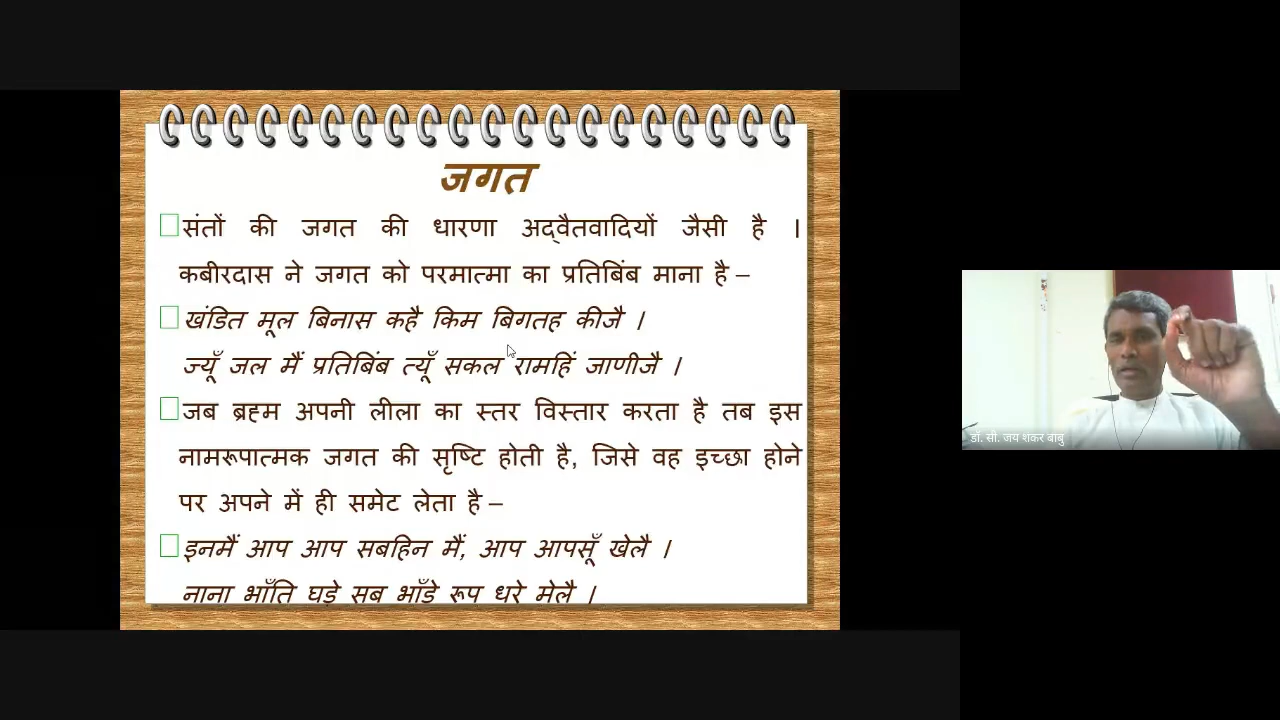 जगत
संतों की जगत की धारणा अद्वैतवादियों जैसी है ।
कबीरदास ने जगत को परमात्मा का प्रतिबिंब माना है –
खंडित मूल बिनास कहै किम बिगतह कीजै ।
ज्यूँ जल मैं प्रतिबिंब त्यूँ सकल रामहिं जाणीजै ।
जब ब्रह्म अपनी लीला का स्तर विस्तार करता है तब इस
नामरूपात्मक जगत की सृष्टि होती है, जिसे वह इच्छा होने
पर अपने में ही समेट लेता है –
इनमैं आप आप सबहिन मैं, आप आपसूँ खेलै ।
नाना भाँति घड़े सब भाँडे रूप धरे मेलै ।
डॉ. सी. जय शंकर बाबु